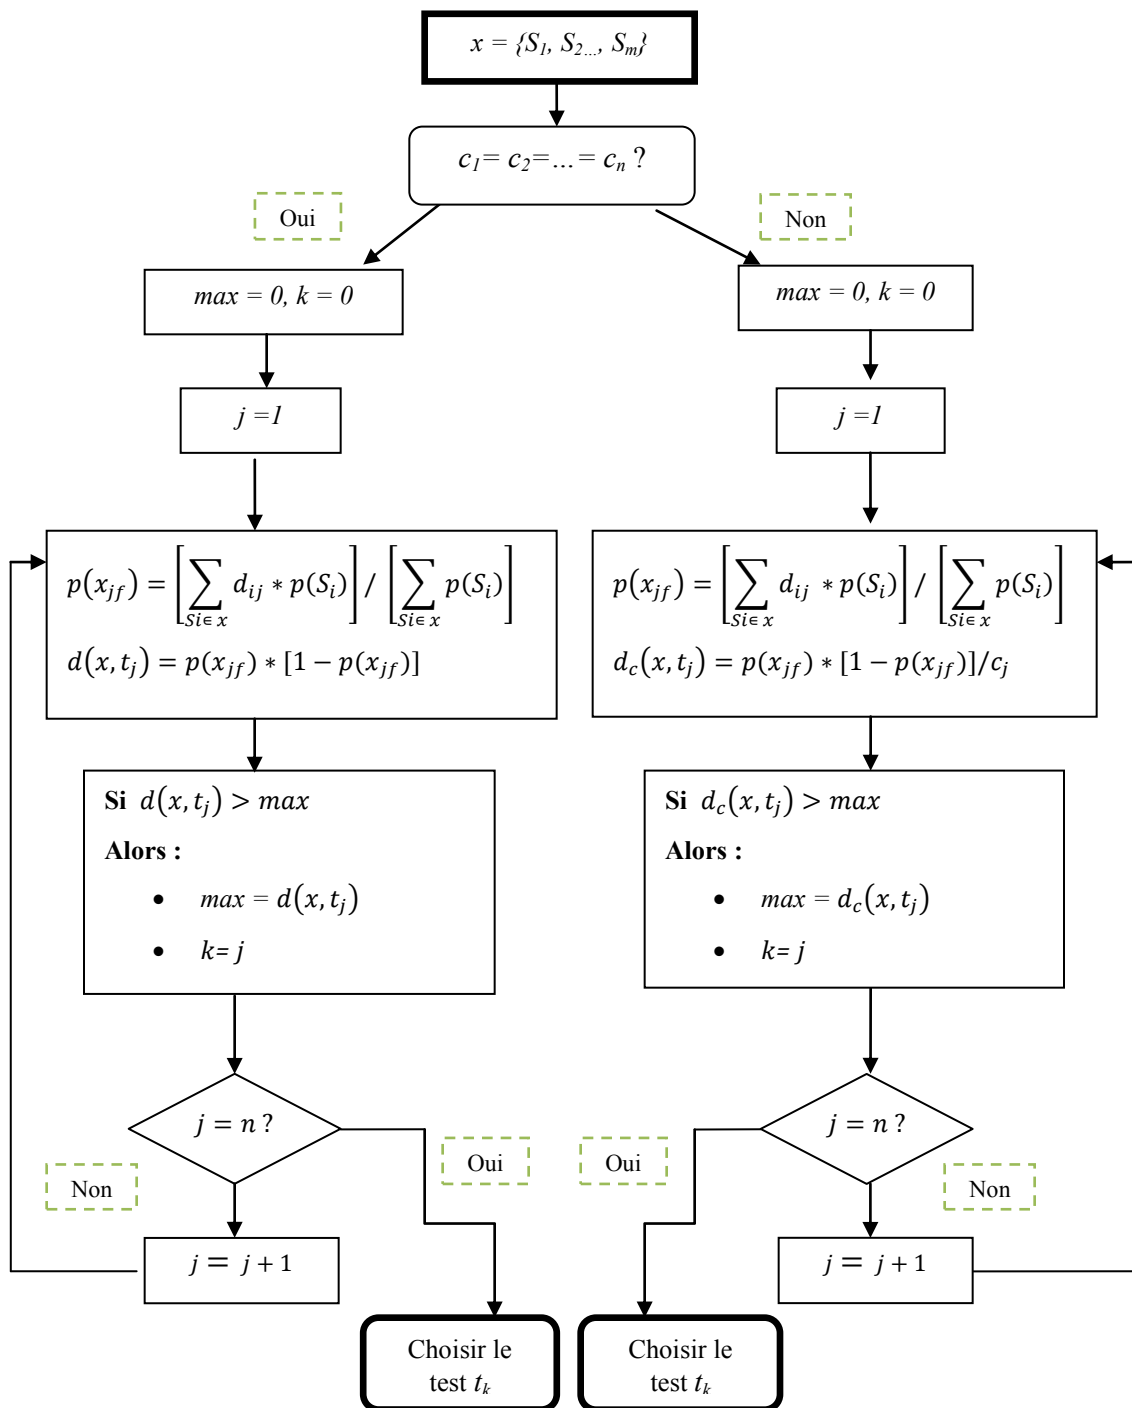 x = {S1, S2..., Sm}
c1= c2=...= cn ?
Oui
Non
max = 0, k = 0
max = 0, k = 0
j =1
j =1
p(xjf) = [∑Si∈ x dij * p(Si)] / [∑Si∈ x p(Si)]
d(x, tj) = p(xjf) * [1 − p(xjf)]
p(xjf) = [∑Si∈ x dij * p(Si)] / [∑Si∈ x p(Si)]
dc(x, tj) = p(xjf) * [1 − p(xjf)]/cj
Si d(x, tj) > max
Alors :
• max = d(x, tj)
• k= j
Si dc(x, tj) > max
Alors :
• max = dc(x, tj)
• k= j
j = n ?
j = n ?
Oui
Oui
Non
Non
j = j + 1
j = j + 1
Choisir le
test tk
Choisir le
test tk